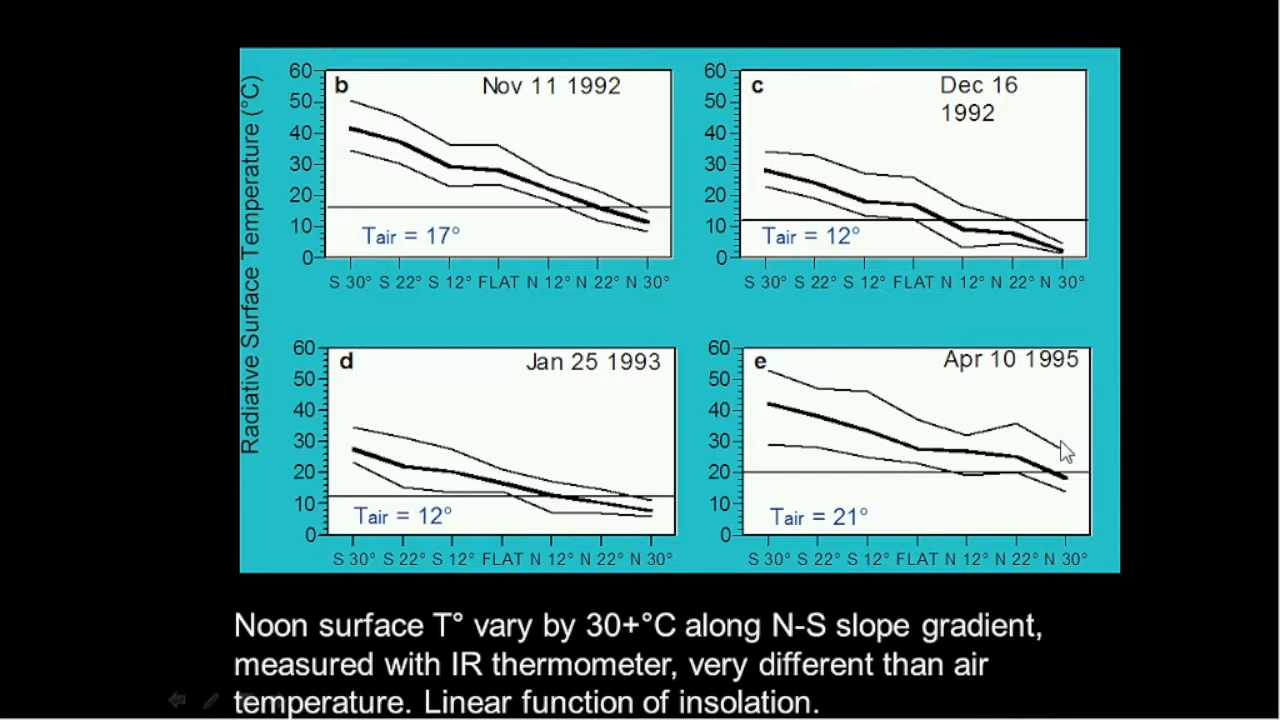 Radiative Surface Temperature (°C)
b
Nov 11 1992
60
50
40
30
20
10
0
Tair = 17°
S 30° S 22° S 12° FLAT N 12° N 22° N 30°
c
Dec 16
1992
60
50
40
30
20
10
0
Tair = 12°
S 30° S 22° S 12° FLAT N 12° N 22° N 30°
d
Jan 25 1993
60
50
40
30
20
10
0
Tair = 12°
S 30° S 22° S 12° FLAT N 12° N 22° N 30°
e
Apr 10 1995
60
50
40
30
20
10
0
Tair = 21°
S 30° S 22° S 12° FLAT N 12° N 22° N 30°
Noon surface T° vary by 30+°C along N-S slope gradient,
measured with IR thermometer, very different than air
temperature. Linear function of insolation.